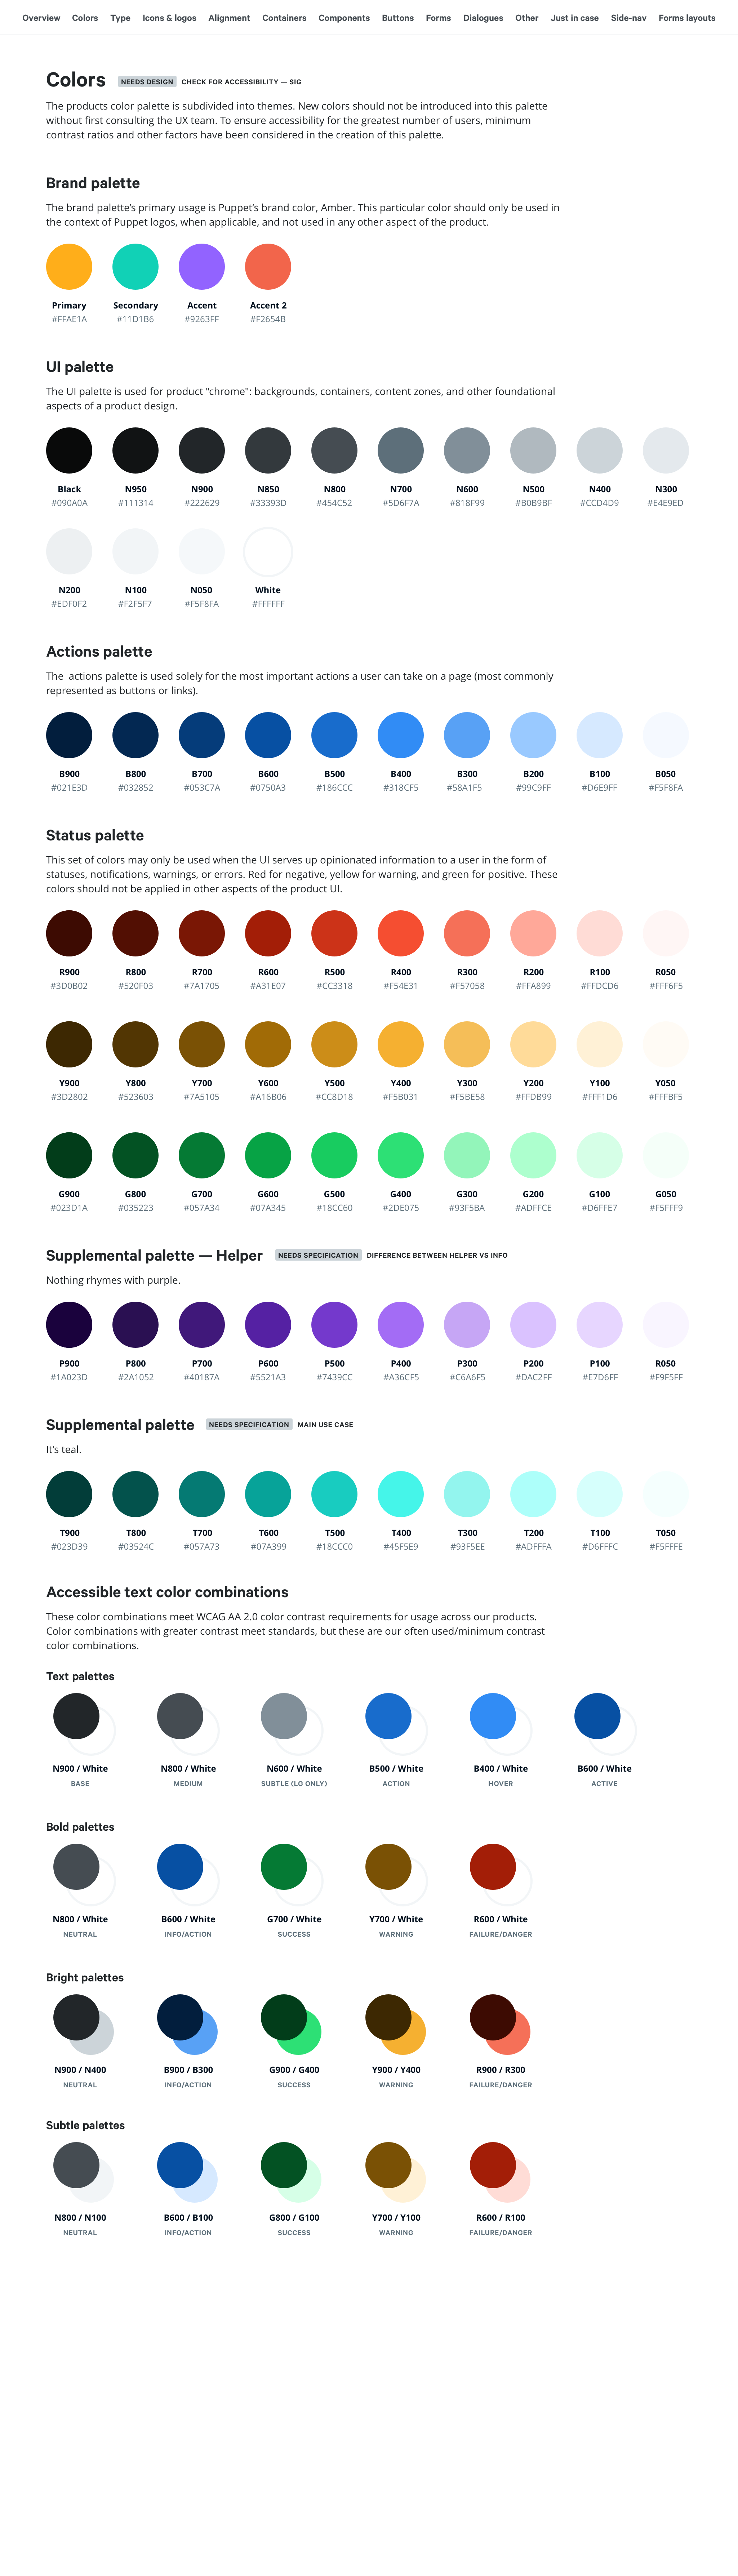 Overview Colors Type Icons & logos Alignment Containers Components Buttons Forms Dialogues Other Just in case Side-nav Forms layouts
Colors NEEDS DESIGN CHECK FOR ACCESSIBILITY — SIG
The products color palette is subdivided into themes. New colors should not be introduced into this palette
without first consulting the UX team. To ensure accessibility for the greatest number of users, minimum
contrast ratios and other factors have been considered in the creation of this palette.
Brand palette
The brand palette's primary usage is Puppet's brand color, Amber. This particular color should only be used in
the context of Puppet logos, when applicable, and not used in any other aspect of the product.
Primary Secondary Accent Accent 2
#FFAE1A #11D1B6 #9263FF #F2654B
UI palette
The UI palette is used for product "chrome": backgrounds, containers, content zones, and other foundational
aspects of a product design.
Black N950 N900 N850 N800 N700 N600 N500 N400 N300
#090A0A #111314 #222629 #33393D #454C52 #5D6F7A #818F99 #B0B9BF #CCD4D9 #E4E9ED
N200 N100 N050 White
#EDF0F2 #F2F5F7 #F5F8FA #FFFFFF
Actions palette
The  actions palette is used solely for the most important actions a user can take on a page (most commonly
represented as buttons or links).
B900 B800 B700 B600 B500 B400 B300 B200 B100 B050
#021E3D #032852 #053C7A #0750A3 #186CCC #318CF5 #58A1F5 #99C9FF #D6E9FF #F5F8FA
Status palette
This set of colors may only be used when the UI serves up opinionated information to a user in the form of
statuses, notifications, warnings, or errors. Red for negative, yellow for warning, and green for positive. These
colors should not be applied in other aspects of the product UI.
R900 R800 R700 R600 R500 R400 R300 R200 R100 R050
#3D0B02 #520F03 #7A1705 #A31E07 #CC3318 #F54E31 #F57058 #FFA899 #FFDCD6 #FFF6F5
Y900 Y800 Y700 Y600 Y500 Y400 Y300 Y200 Y100 Y050
#3D2802 #523603 #7A5105 #A16B06 #CC8D18 #F5B031 #F5BE58 #FFDB99 #FFF1D6 #FFFBF5
G900 G800 G700 G600 G500 G400 G300 G200 G100 G050
#023D1A #035223 #057A34 #07A345 #18CC60 #2DE075 #93F5BA #ADFFCE #D6FFE7 #F5FFF9
Supplemental palette — Helper NEEDS SPECIFICATION DIFFERENCE BETWEEN HELPER VS INFO
Nothing rhymes with purple.
P900 P800 P700 P600 P500 P400 P300 P200 P100 R050
#1A023D #2A1052 #40187A #5521A3 #7439CC #A36CF5 #C6A6F5 #DAC2FF #E7D6FF #F9F5FF
Supplemental palette NEEDS SPECIFICATION MAIN USE CASE
It's teal.
T900 T800 T700 T600 T500 T400 T300 T200 T100 T050
#023D39 #03524C #057A73 #07A399 #18CCC0 #45F5E9 #93F5EE #ADFFFA #D6FFFC #F5FFFE
Accessible text color combinations
These color combinations meet WCAG AA 2.0 color contrast requirements for usage across our products.
Color combinations with greater contrast meet standards, but these are our often used/minimum contrast
color combinations.
Text palettes
N900 / White N800 / White N600 / White B500 / White B400 / White B600 / White
BASE MEDIUM SUBTLE (LG ONLY) ACTION HOVER ACTIVE
Bold palettes
N800 / White B600 / White G700 / White Y700 / White R600 / White
NEUTRAL INFO/ACTION SUCCESS WARNING FAILURE/DANGER
Bright palettes
N900 / N400 B900 / B300 G900 / G400 Y900 / Y400 R900 / R300
NEUTRAL INFO/ACTION SUCCESS WARNING FAILURE/DANGER
Subtle palettes
N800 / N100 B600 / B100 G800 / G100 Y700 / Y100 R600 / R100
NEUTRAL INFO/ACTION SUCCESS WARNING FAILURE/DANGER